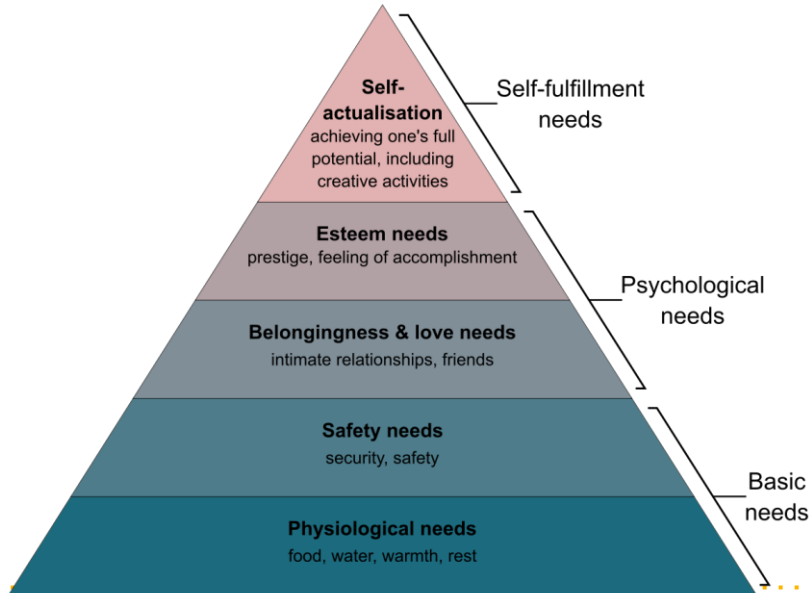 Self-
actualisation
achieving one's full
potential, including
creative activities
Self-fulfillment
needs
Esteem needs
prestige, feeling of accomplishment
Psychological
needs
Belongingness & love needs
intimate relationships, friends
Safety needs
security, safety
Basic
needs
Physiological needs
food, water, warmth, rest